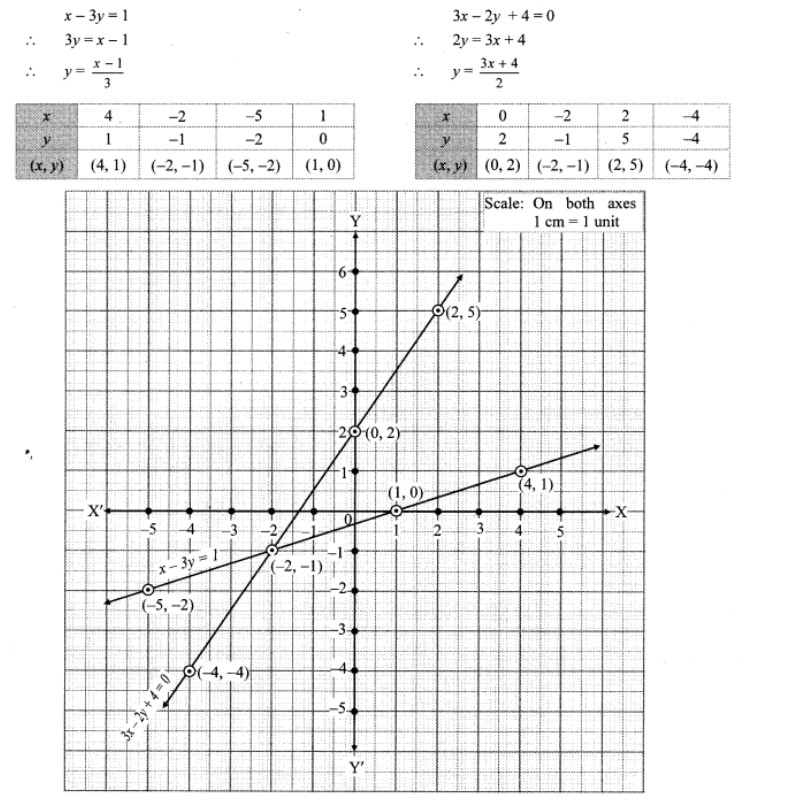 x – 3y = 1
∴ 3y = x – 1
∴ y = (x – 1)/3
x 4 –2 –5 1
y 1 –1 –2 0
(x, y) (4, 1) (–2, –1) (–5, –2) (1, 0)
3x – 2y + 4 = 0
∴ 2y = 3x + 4
∴ y = (3x + 4)/2
x 0 –2 2 –4
y 2 –1 5 –4
(x, y) (0, 2) (–2, –1) (2, 5) (–4, –4)
Scale: On both axes
1 cm = 1 unit
Y
6
5
(2, 5)
4
3
2
(0, 2)
1
(4, 1)
(1, 0)
X′
X
–5 –4 –3 –2 –1 0 1 2 3 4 5
–1
x – 3y = 1
(–2, –1)
–2
(–5, –2)
–3
–4
(–4, –4)
3x – 2y + 4 = 0
–5
Y′